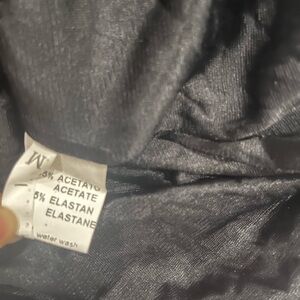 M
5% ACETATO
ACETATE
5% ELASTAN
ELASTANE
water wash